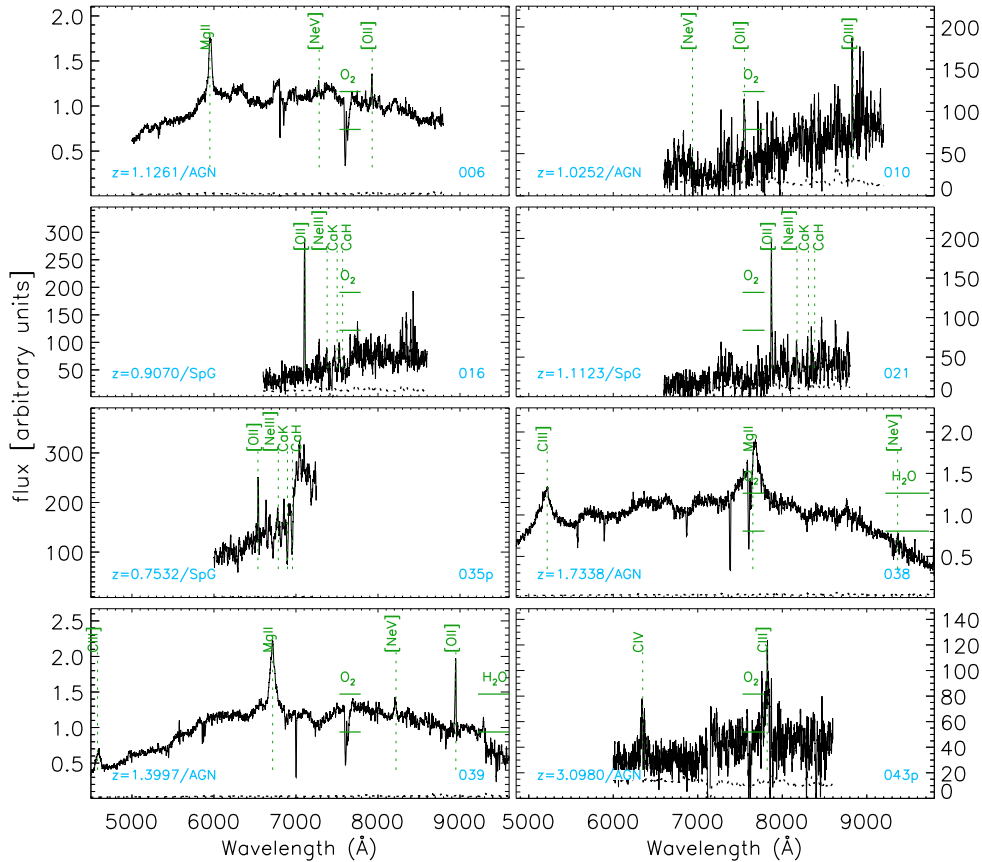 flux [arbitrary units]
2.0
1.5
1.0
0.5
MgII
[NeV]
[OII]
O2
z=1.1261/AGN
006
[NeV]
[OII]
[OIII]
O2
z=1.0252/AGN
010
200
150
100
50
0
300
250
200
150
100
50
[OII]
[NeIII]
CaK
CaH
O2
z=0.9070/SpG
016
[OII]
[NeIII]
CaK
CaH
O2
z=1.1123/SpG
021
200
150
100
50
0
300
200
100
[OII]
[NeIII]
CaK
CaH
z=0.7532/SpG
035p
CIII]
MgII
[NeV]
O2
H2O
z=1.7338/AGN
038
2.0
1.5
1.0
0.5
2.5
2.0
1.5
1.0
0.5
CIII]
MgII
[NeV]
[OII]
O2
H2O
z=1.3997/AGN
039
CIV
CIII]
O2
z=3.0980/AGN
043p
140
120
100
80
60
40
20
0
5000 6000 7000 8000 9000
5000 6000 7000 8000 9000
Wavelength (Å)
Wavelength (Å)